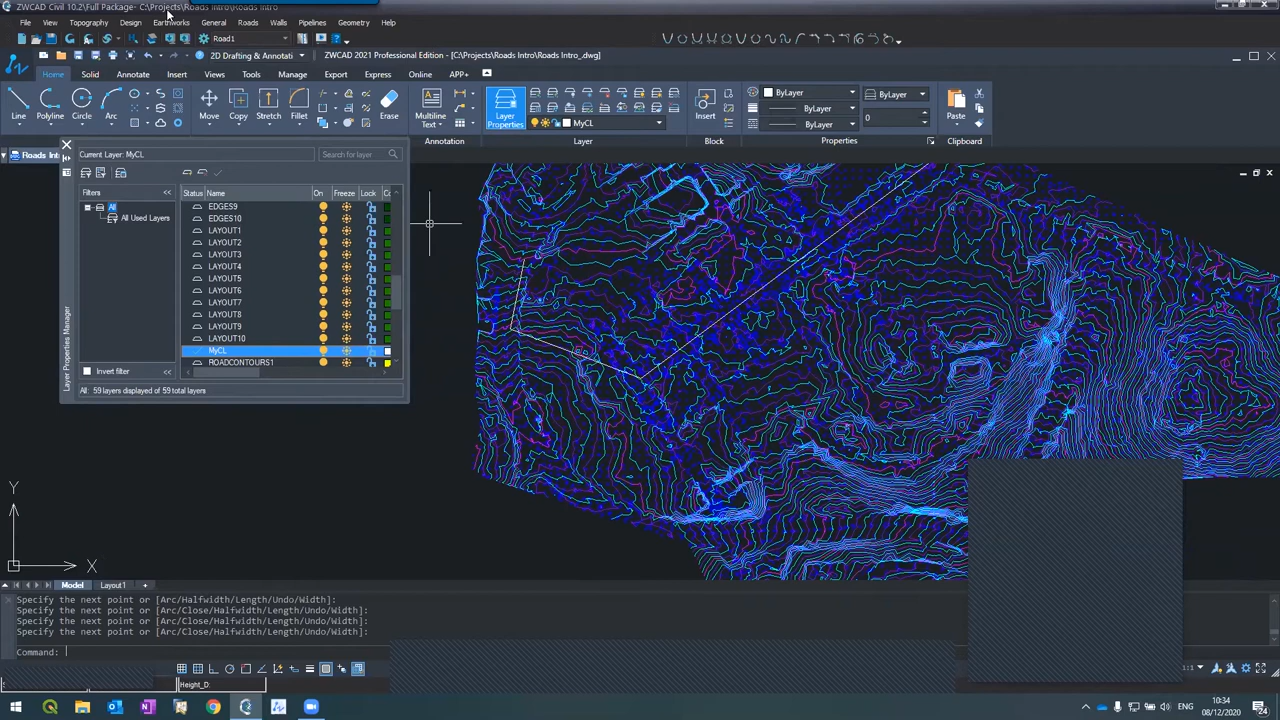 ZWCAD Civil 10.2/Full Package- C:\Projects\Roads Intro\Roads Intro
File View Topography Design Earthworks General Roads Walls Pipelines Geometry Help
Road1
2D Drafting & Annotati ZWCAD 2021 Professional Edition - [C:\Projects\Roads Intro\Roads Intro_.dwg]
Home Solid Annotate Insert Views Tools Manage Export Express Online APP+
Line Polyline Circle Arc Move Copy Stretch Fillet Erase Multiline Text Layer Properties MyCL Insert ByLayer ByLayer ByLayer ByLayer 0 Paste
Annotation Layer Block Properties
Roads Int
Current Layer: MyCL Search for layer
Filters
All
All Used Layers
Status Name On Freeze Lock Co
EDGES9
EDGES10
LAYOUT1
LAYOUT2
LAYOUT3
LAYOUT4
LAYOUT5
LAYOUT6
LAYOUT7
LAYOUT8
LAYOUT9
LAYOUT10
MyCL
ROADCONTOURS1
Invert filter
All: 59 layers displayed of 59 total layers
Layer Properties Manager
Y
X
Model Layout1 +
Specify the next point or [Arc/Halfwidth/Length/Undo/Width]:
Specify the next point or [Arc/Close/Halfwidth/Length/Undo/Width]:
Specify the next point or [Arc/Close/Halfwidth/Length/Undo/Width]:
Specify the next point or [Arc/Close/Halfwidth/Length/Undo/Width]:
Command:
1:1
Height_D:
ENG
10:34
08/12/2020
24